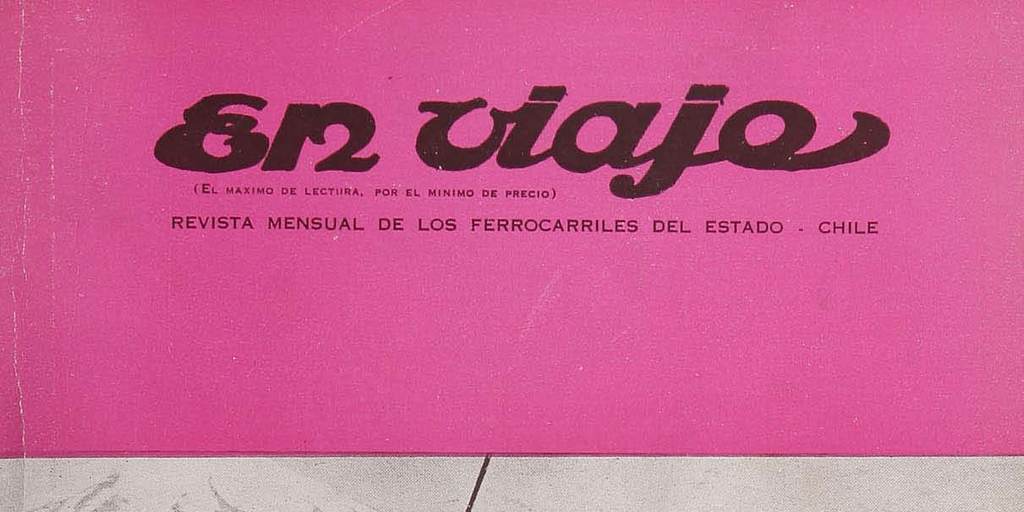 En viaje
(El maximo de lectura, por el minimo de precio)
REVISTA MENSUAL DE LOS FERROCARRILES DEL ESTADO - CHILE